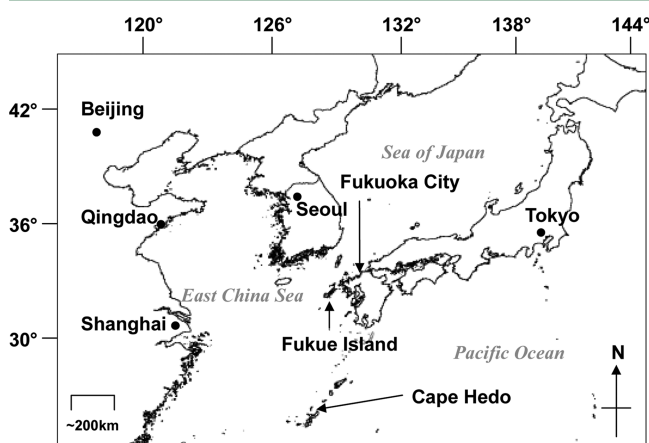 120° 126° 132° 138° 144°
42°
Beijing
Sea of Japan
Fukuoka City
Qingdao
Seoul
Tokyo
36°
East China Sea
Shanghai
30°
Fukue Island
Pacific Ocean
N
Cape Hedo
~200km